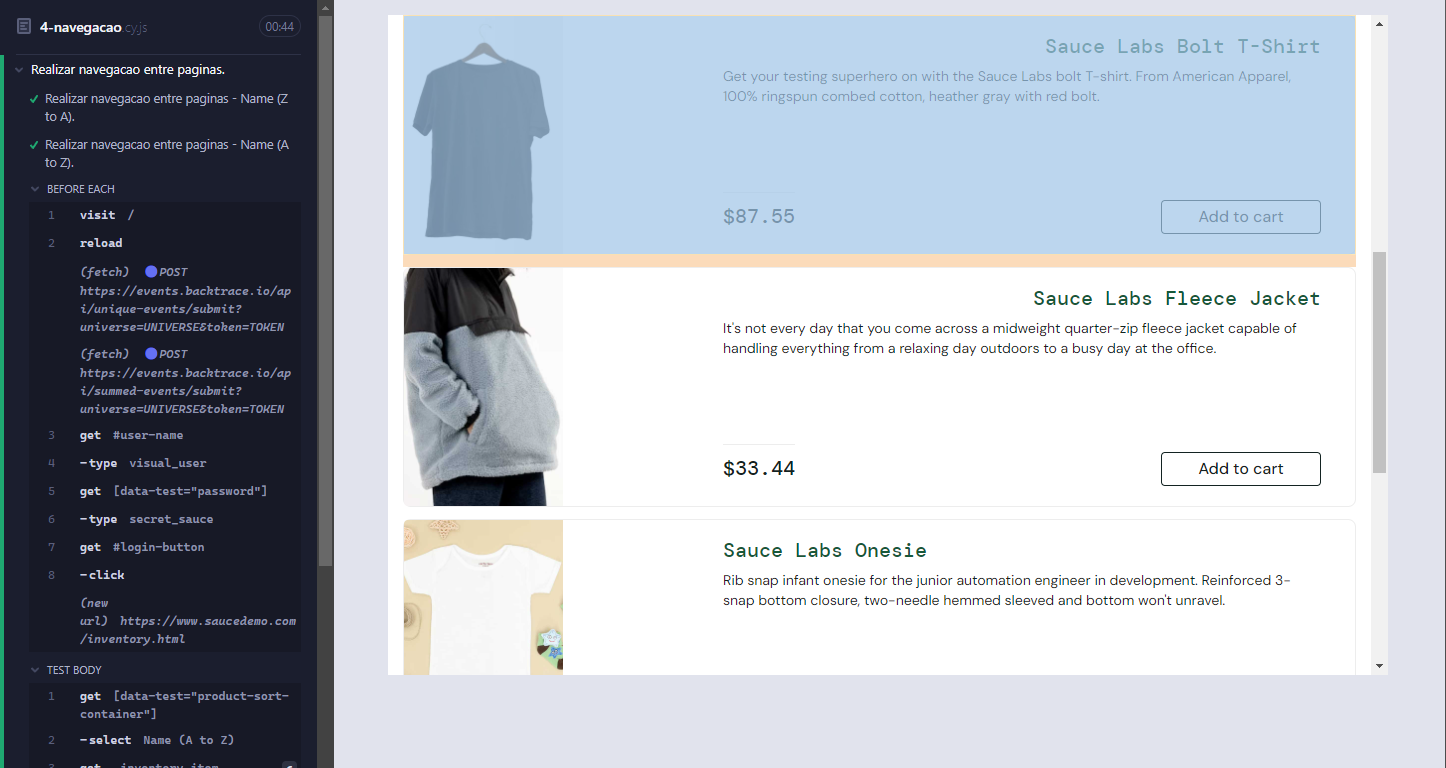 4-navegacao.cy.js
00:44
Realizar navegacao entre paginas.
Realizar navegacao entre paginas - Name (Z
to A).
Realizar navegacao entre paginas - Name (A
to Z).
BEFORE EACH
1 visit /
2 reload
(fetch) POST
https://events.backtrace.io/ap
i/unique-events/submit?
universe=UNIVERSE&token=TOKEN
(fetch) POST
https://events.backtrace.io/ap
i/summed-events/submit?
universe=UNIVERSE&token=TOKEN
3 get #user-name
4 -type visual_user
5 get [data-test="password"]
6 -type secret_sauce
7 get #login-button
8 -click
(new
url) https://www.saucedemo.com
/inventory.html
TEST BODY
1 get [data-test="product-sort-
container"]
2 -select Name (A to Z)
3 get .inventory_item
Sauce Labs Bolt T-Shirt
Get your testing superhero on with the Sauce Labs bolt T-shirt. From American Apparel,
100% ringspun combed cotton, heather gray with red bolt.
$87.55
Add to cart
Sauce Labs Fleece Jacket
It's not every day that you come across a midweight quarter-zip fleece jacket capable of
handling everything from a relaxing day outdoors to a busy day at the office.
$33.44
Add to cart
Sauce Labs Onesie
Rib snap infant onesie for the junior automation engineer in development. Reinforced 3-
snap bottom closure, two-needle hemmed sleeved and bottom won't unravel.